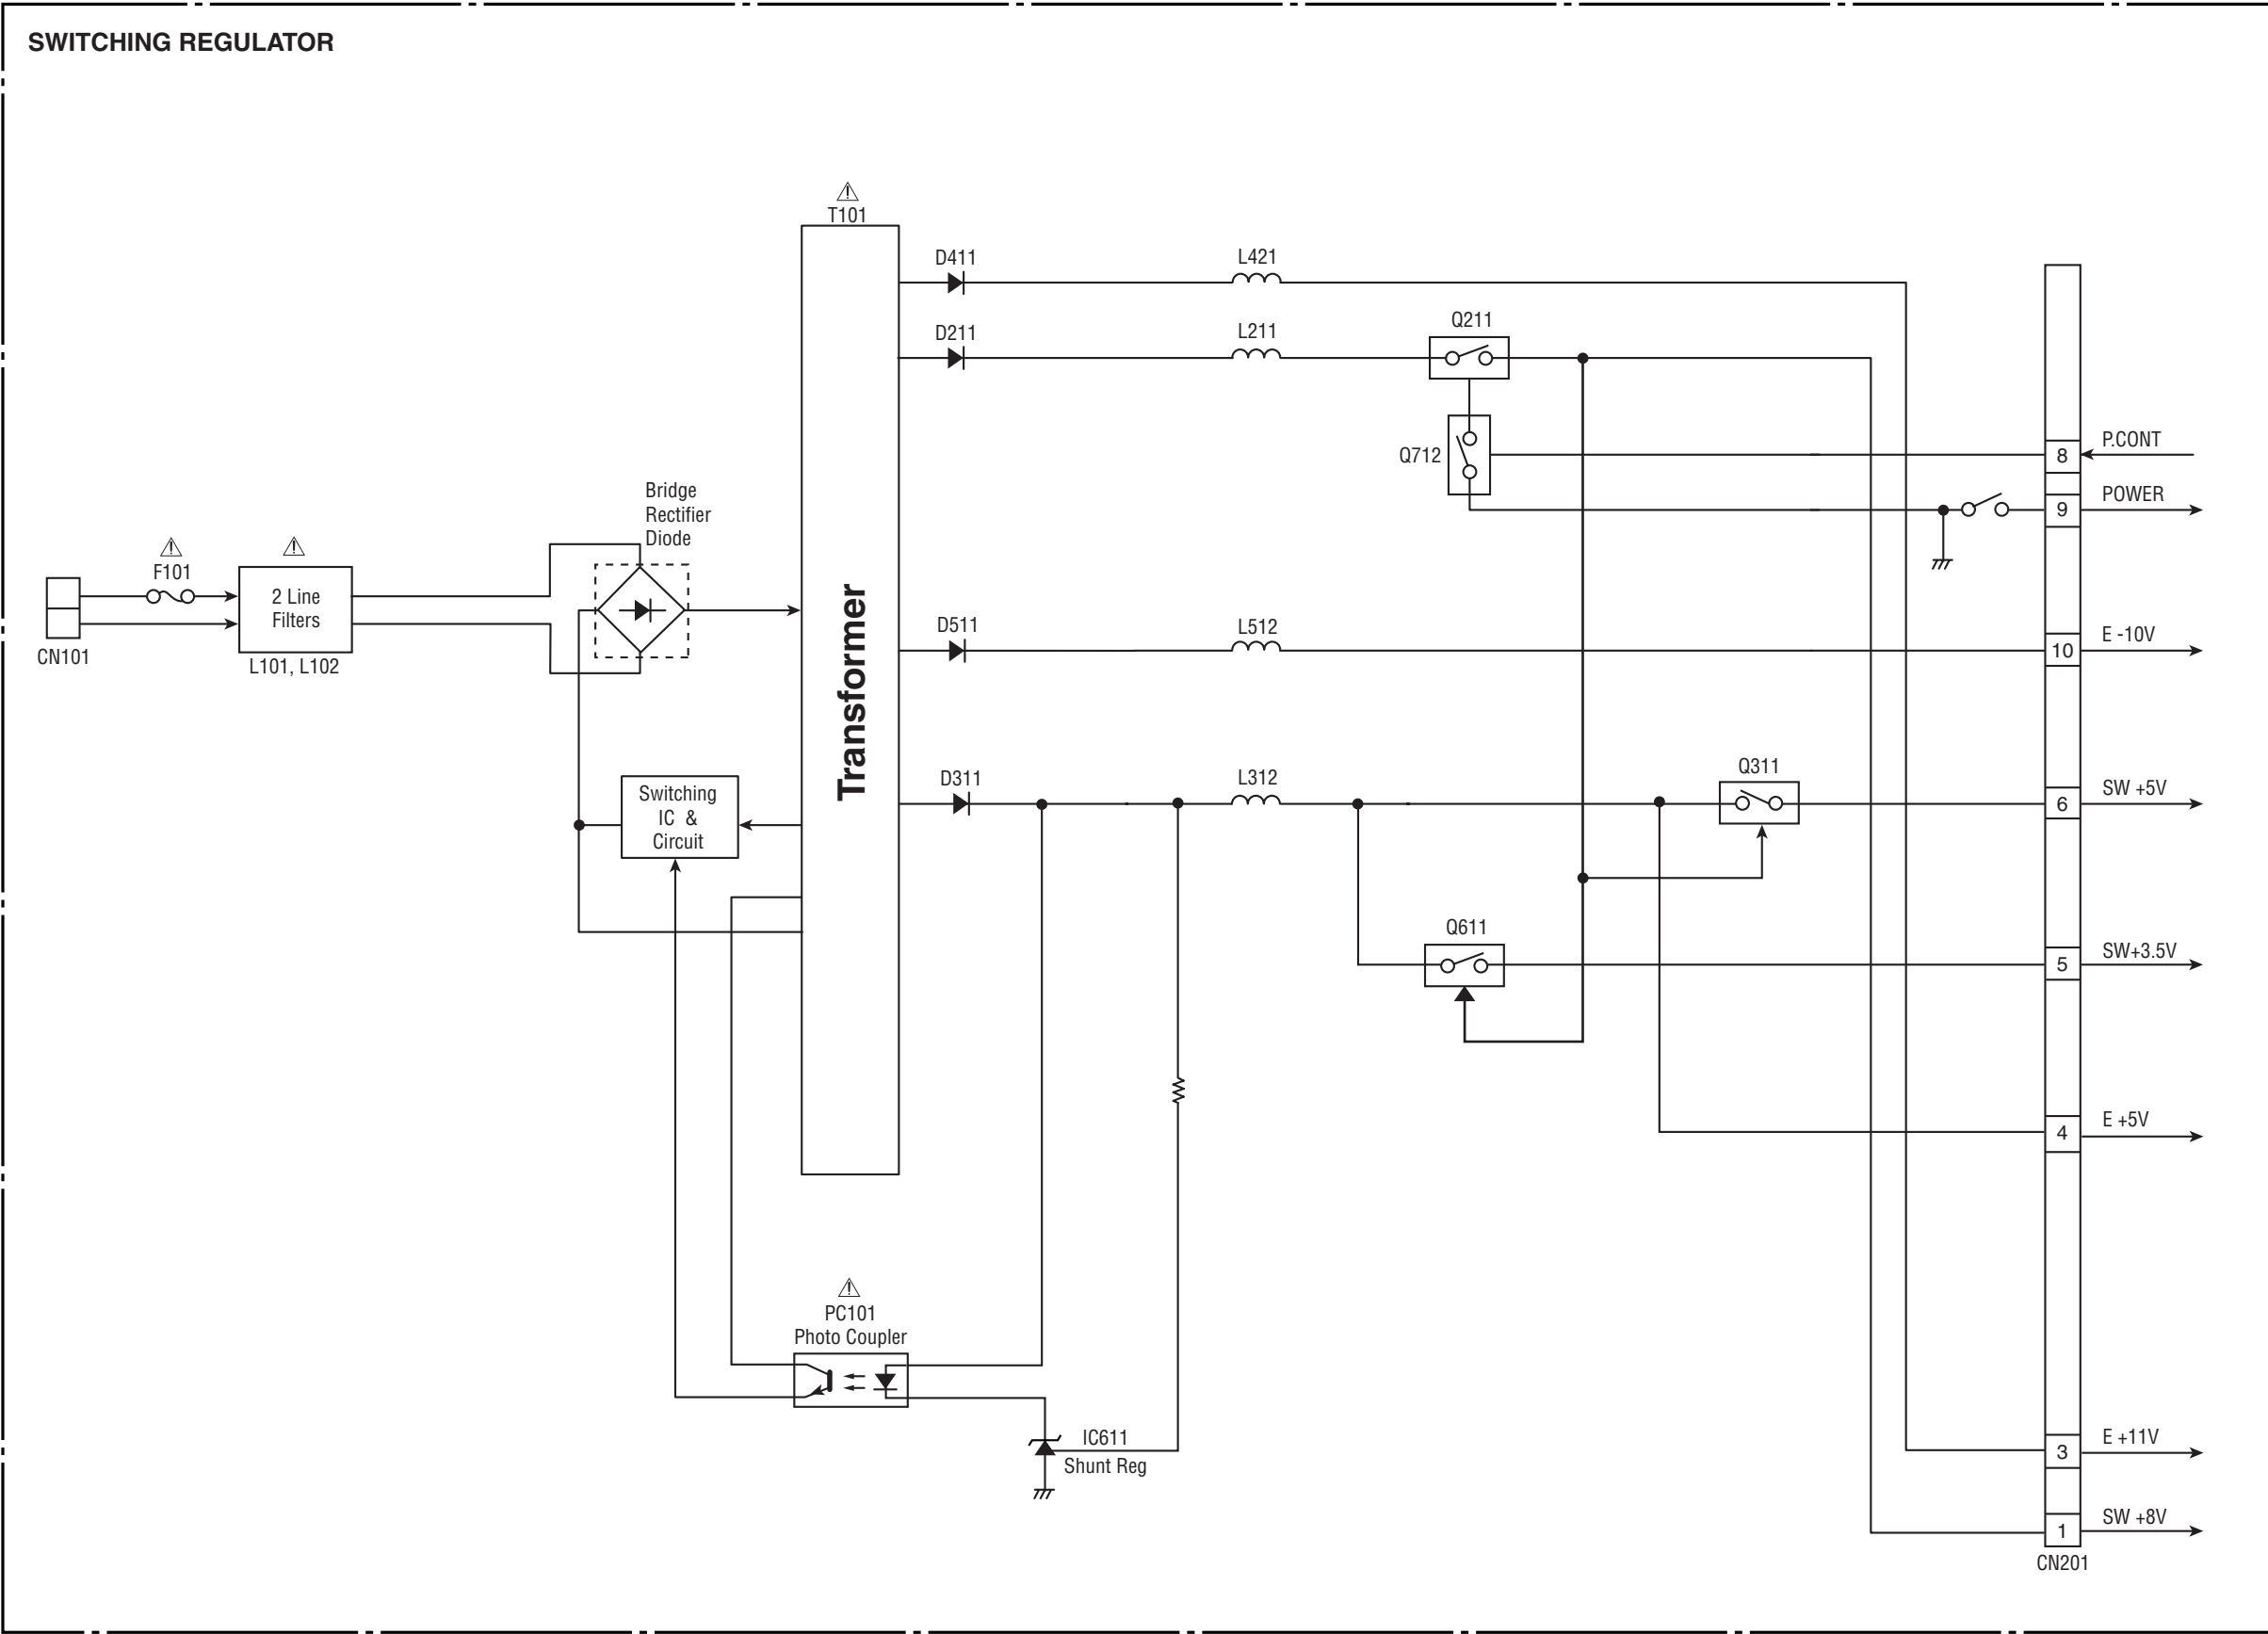 SWITCHING REGULATOR
T101
D411
L421
D211
L211
Q211
Q712
8
P.CONT
9
POWER
Bridge
Rectifier
Diode
F101
2 Line
Filters
CN101
L101, L102
Transformer
D511
L512
10
E -10V
Switching
IC &
Circuit
D311
L312
Q311
6
SW +5V
Q611
5
SW+3.5V
4
E +5V
PC101
Photo Coupler
IC611
Shunt Reg
3
E +11V
1
SW +8V
CN201